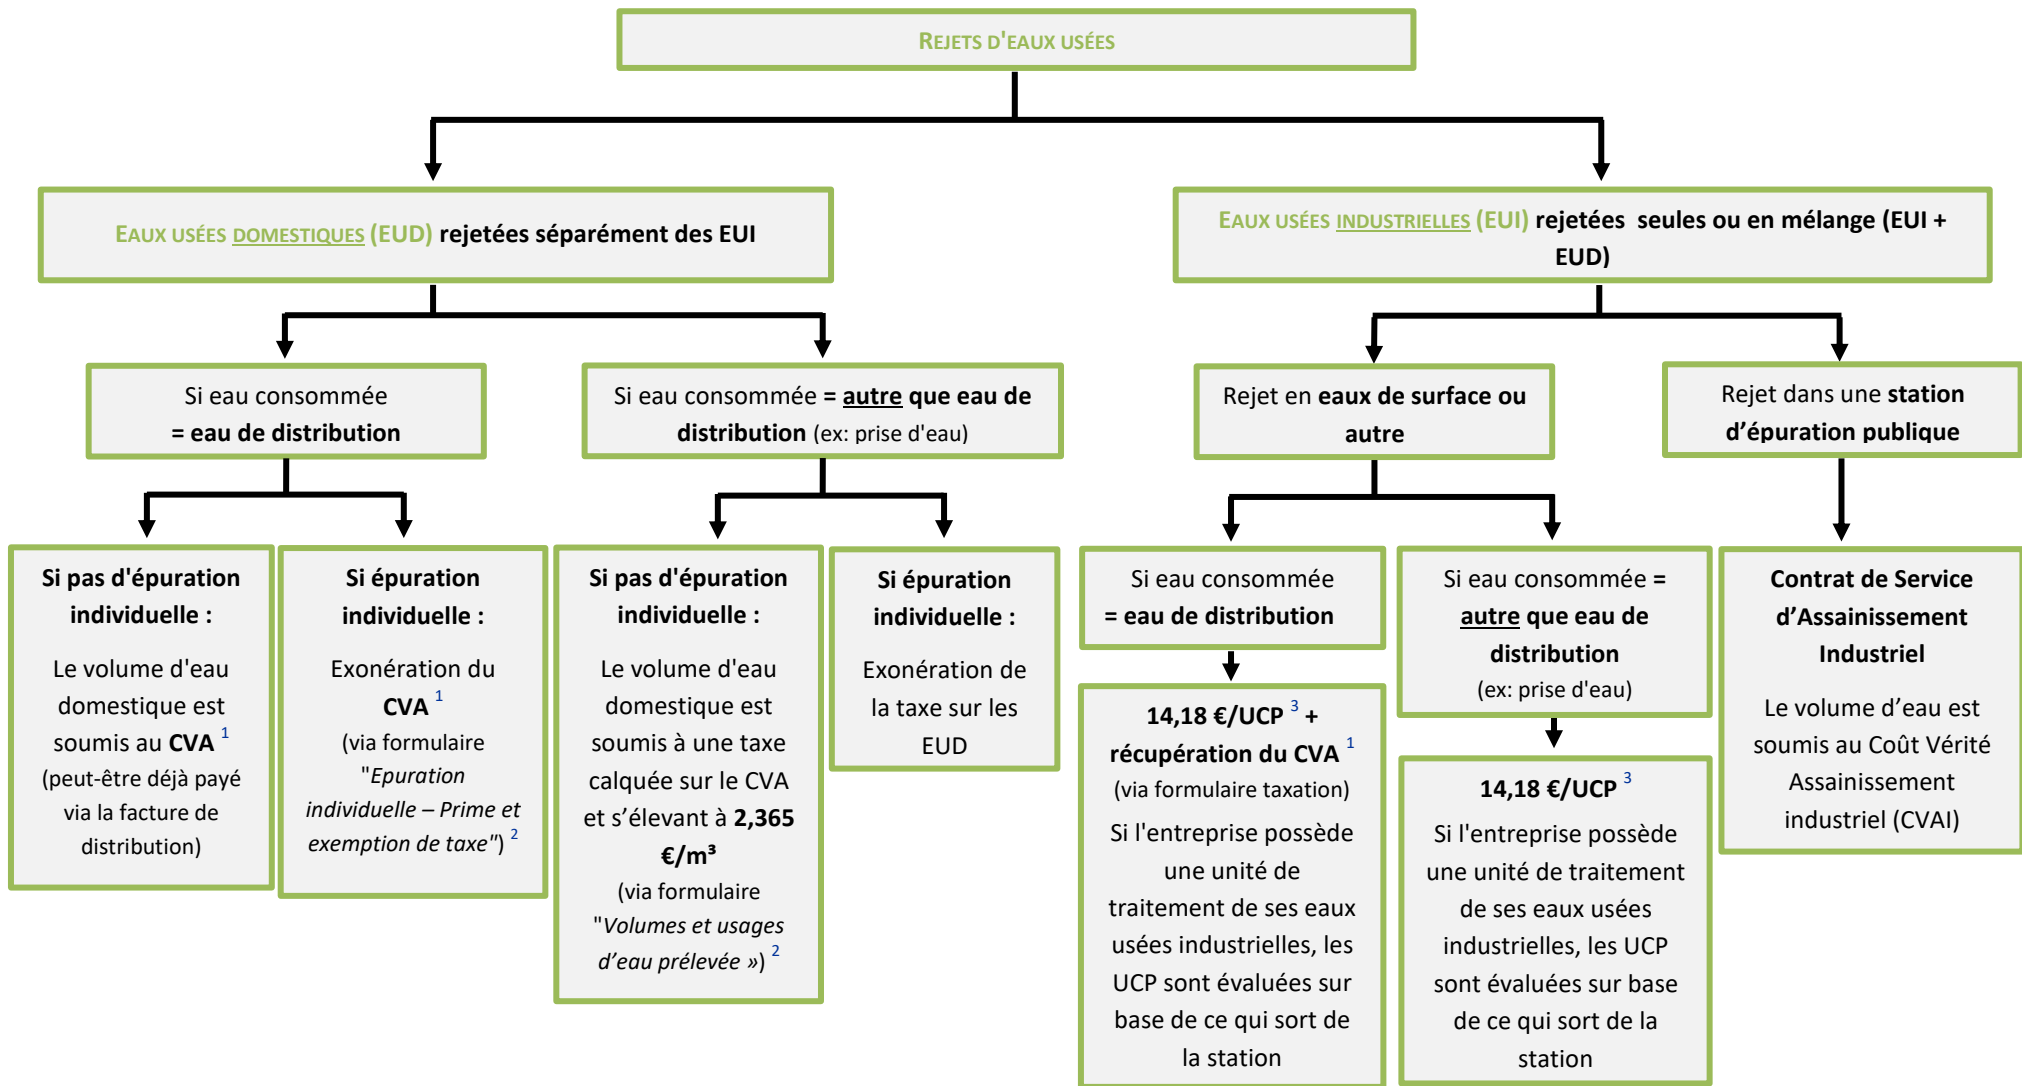 REJETS D'EAUX USÉES
EAUX USÉES DOMESTIQUES (EUD) rejetées séparément des EUI
EAUX USÉES INDUSTRIELLES (EUI) rejetées seules ou en mélange (EUI +
EUD)
Si eau consommée
= eau de distribution
Si eau consommée = autre que eau de
distribution (ex: prise d'eau)
Rejet en eaux de surface ou
autre
Rejet dans une station
d’épuration publique
Si pas d'épuration
individuelle :
Le volume d'eau
domestique est
soumis au CVA 1
(peut-être déjà payé
via la facture de
distribution)
Si épuration
individuelle :
Exonération du
CVA 1
(via formulaire
"Epuration
individuelle – Prime et
exemption de taxe") 2
Si pas d'épuration
individuelle :
Le volume d'eau
domestique est
soumis à une taxe
calquée sur le CVA
et s’élevant à 2,365
€/m³
(via formulaire
"Volumes et usages
d’eau prélevée ») 2
Si épuration
individuelle :
Exonération de
la taxe sur les
EUD
Si eau consommée
= eau de distribution
14,18 €/UCP 3 +
récupération du CVA 1
(via formulaire taxation)
Si l'entreprise possède
une unité de
traitement de ses eaux
usées industrielles, les
UCP sont évaluées sur
base de ce qui sort de
la station
Si eau consommée =
autre que eau de
distribution
(ex: prise d'eau)
14,18 €/UCP 3
Si l'entreprise possède
une unité de traitement
de ses eaux usées
industrielles, les UCP
sont évaluées sur base
de ce qui sort de la
station
Contrat de Service
d’Assainissement
Industriel
Le volume d’eau est
soumis au Coût Vérité
Assainissement
industriel (CVAI)